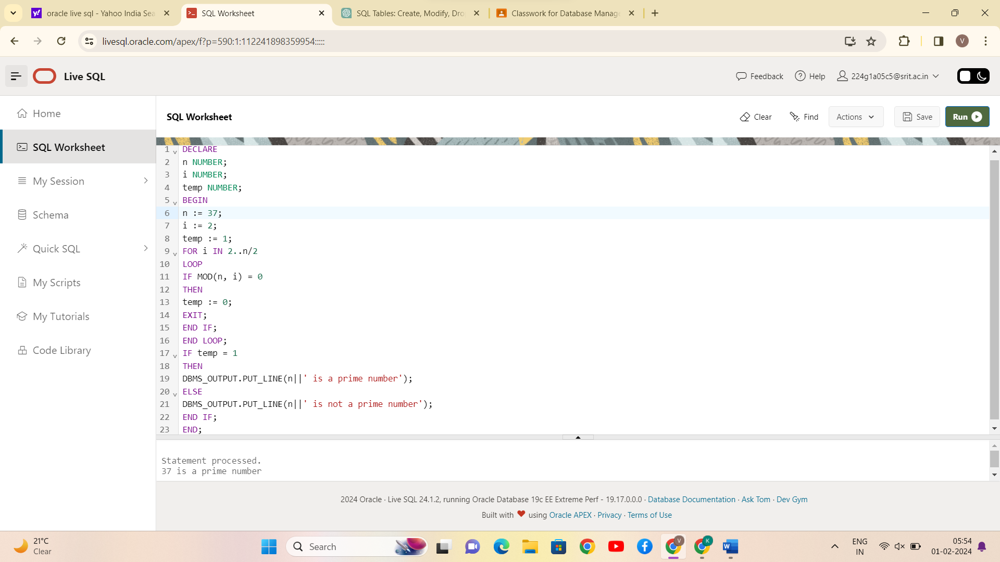 oracle live sql - Yahoo India Sea
SQL Worksheet
SQL Tables: Create, Modify, Dro
Classwork for Database Manage
livesql.oracle.com/apex/f?p=590:1:112241898359954:::::
V
Live SQL
Feedback
Help
224g1a05c5@srit.ac.in
Home
SQL Worksheet
My Session
Schema
Quick SQL
My Scripts
My Tutorials
Code Library
SQL Worksheet
Clear
Find
Actions
Save
Run
1 DECLARE
2 n NUMBER;
3 i NUMBER;
4 temp NUMBER;
5 BEGIN
6 n := 37;
7 i := 2;
8 temp := 1;
9 FOR i IN 2..n/2
10 LOOP
11 IF MOD(n, i) = 0
12 THEN
13 temp := 0;
14 EXIT;
15 END IF;
16 END LOOP;
17 IF temp = 1
18 THEN
19 DBMS_OUTPUT.PUT_LINE(n||' is a prime number');
20 ELSE
21 DBMS_OUTPUT.PUT_LINE(n||' is not a prime number');
22 END IF;
23 END;
Statement processed.
37 is a prime number
2024 Oracle · Live SQL 24.1.2, running Oracle Database 19c EE Extreme Perf - 19.17.0.0.0 · Database Documentation · Ask Tom · Dev Gym
Built with ❤ using Oracle APEX · Privacy · Terms of Use
21°C
Clear
Search
V
K
W
ENG
IN
05:54
01-02-2024